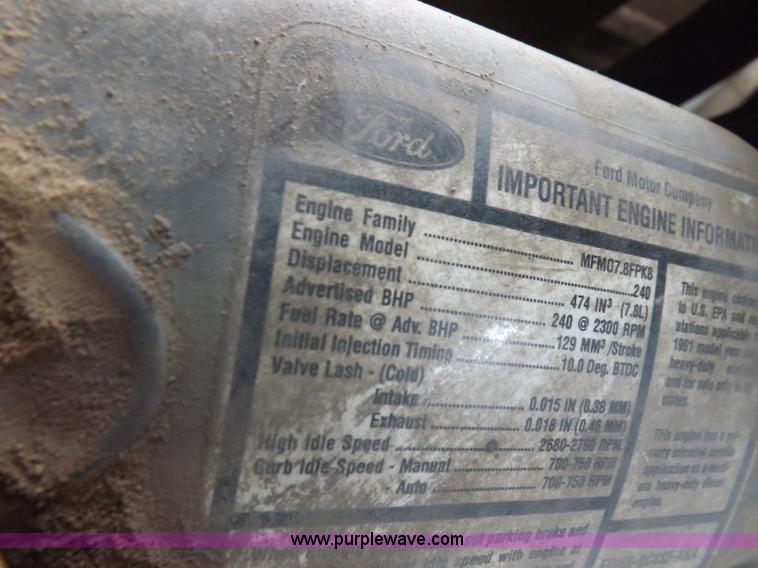 Ford
Ford Motor Company
IMPORTANT ENGINE INFORMATI
Engine Family ........ MFM07.8FPK8
Engine Model ........ 240
Displacement ........ 474 IN³ (7.8L)
Advertised BHP ........ 240 @ 2300 RPM
Fuel Rate @ Adv. BHP ........ 129 MM³/Stroke
Initial Injection Timing ........ 10.0 Deg. BTDC
Valve Lash - (Cold)
Intake ........ 0.015 IN (0.38 MM)
Exhaust ........ 0.018 IN (0.46 MM)
High Idle Speed ........ 2680-2760 RPM
Curb Idle Speed - Manual ........ 700-750 RPM
- Auto ........ 700-750 RPM
This engine
to U.S. EPA and
applicable
1991 model year
heavy-duty
and for sale only in
states.
This engine has a
application as a
heavy-duty diesel
engine.
parking brake and
idle speed with engine at
www.purplewave.com